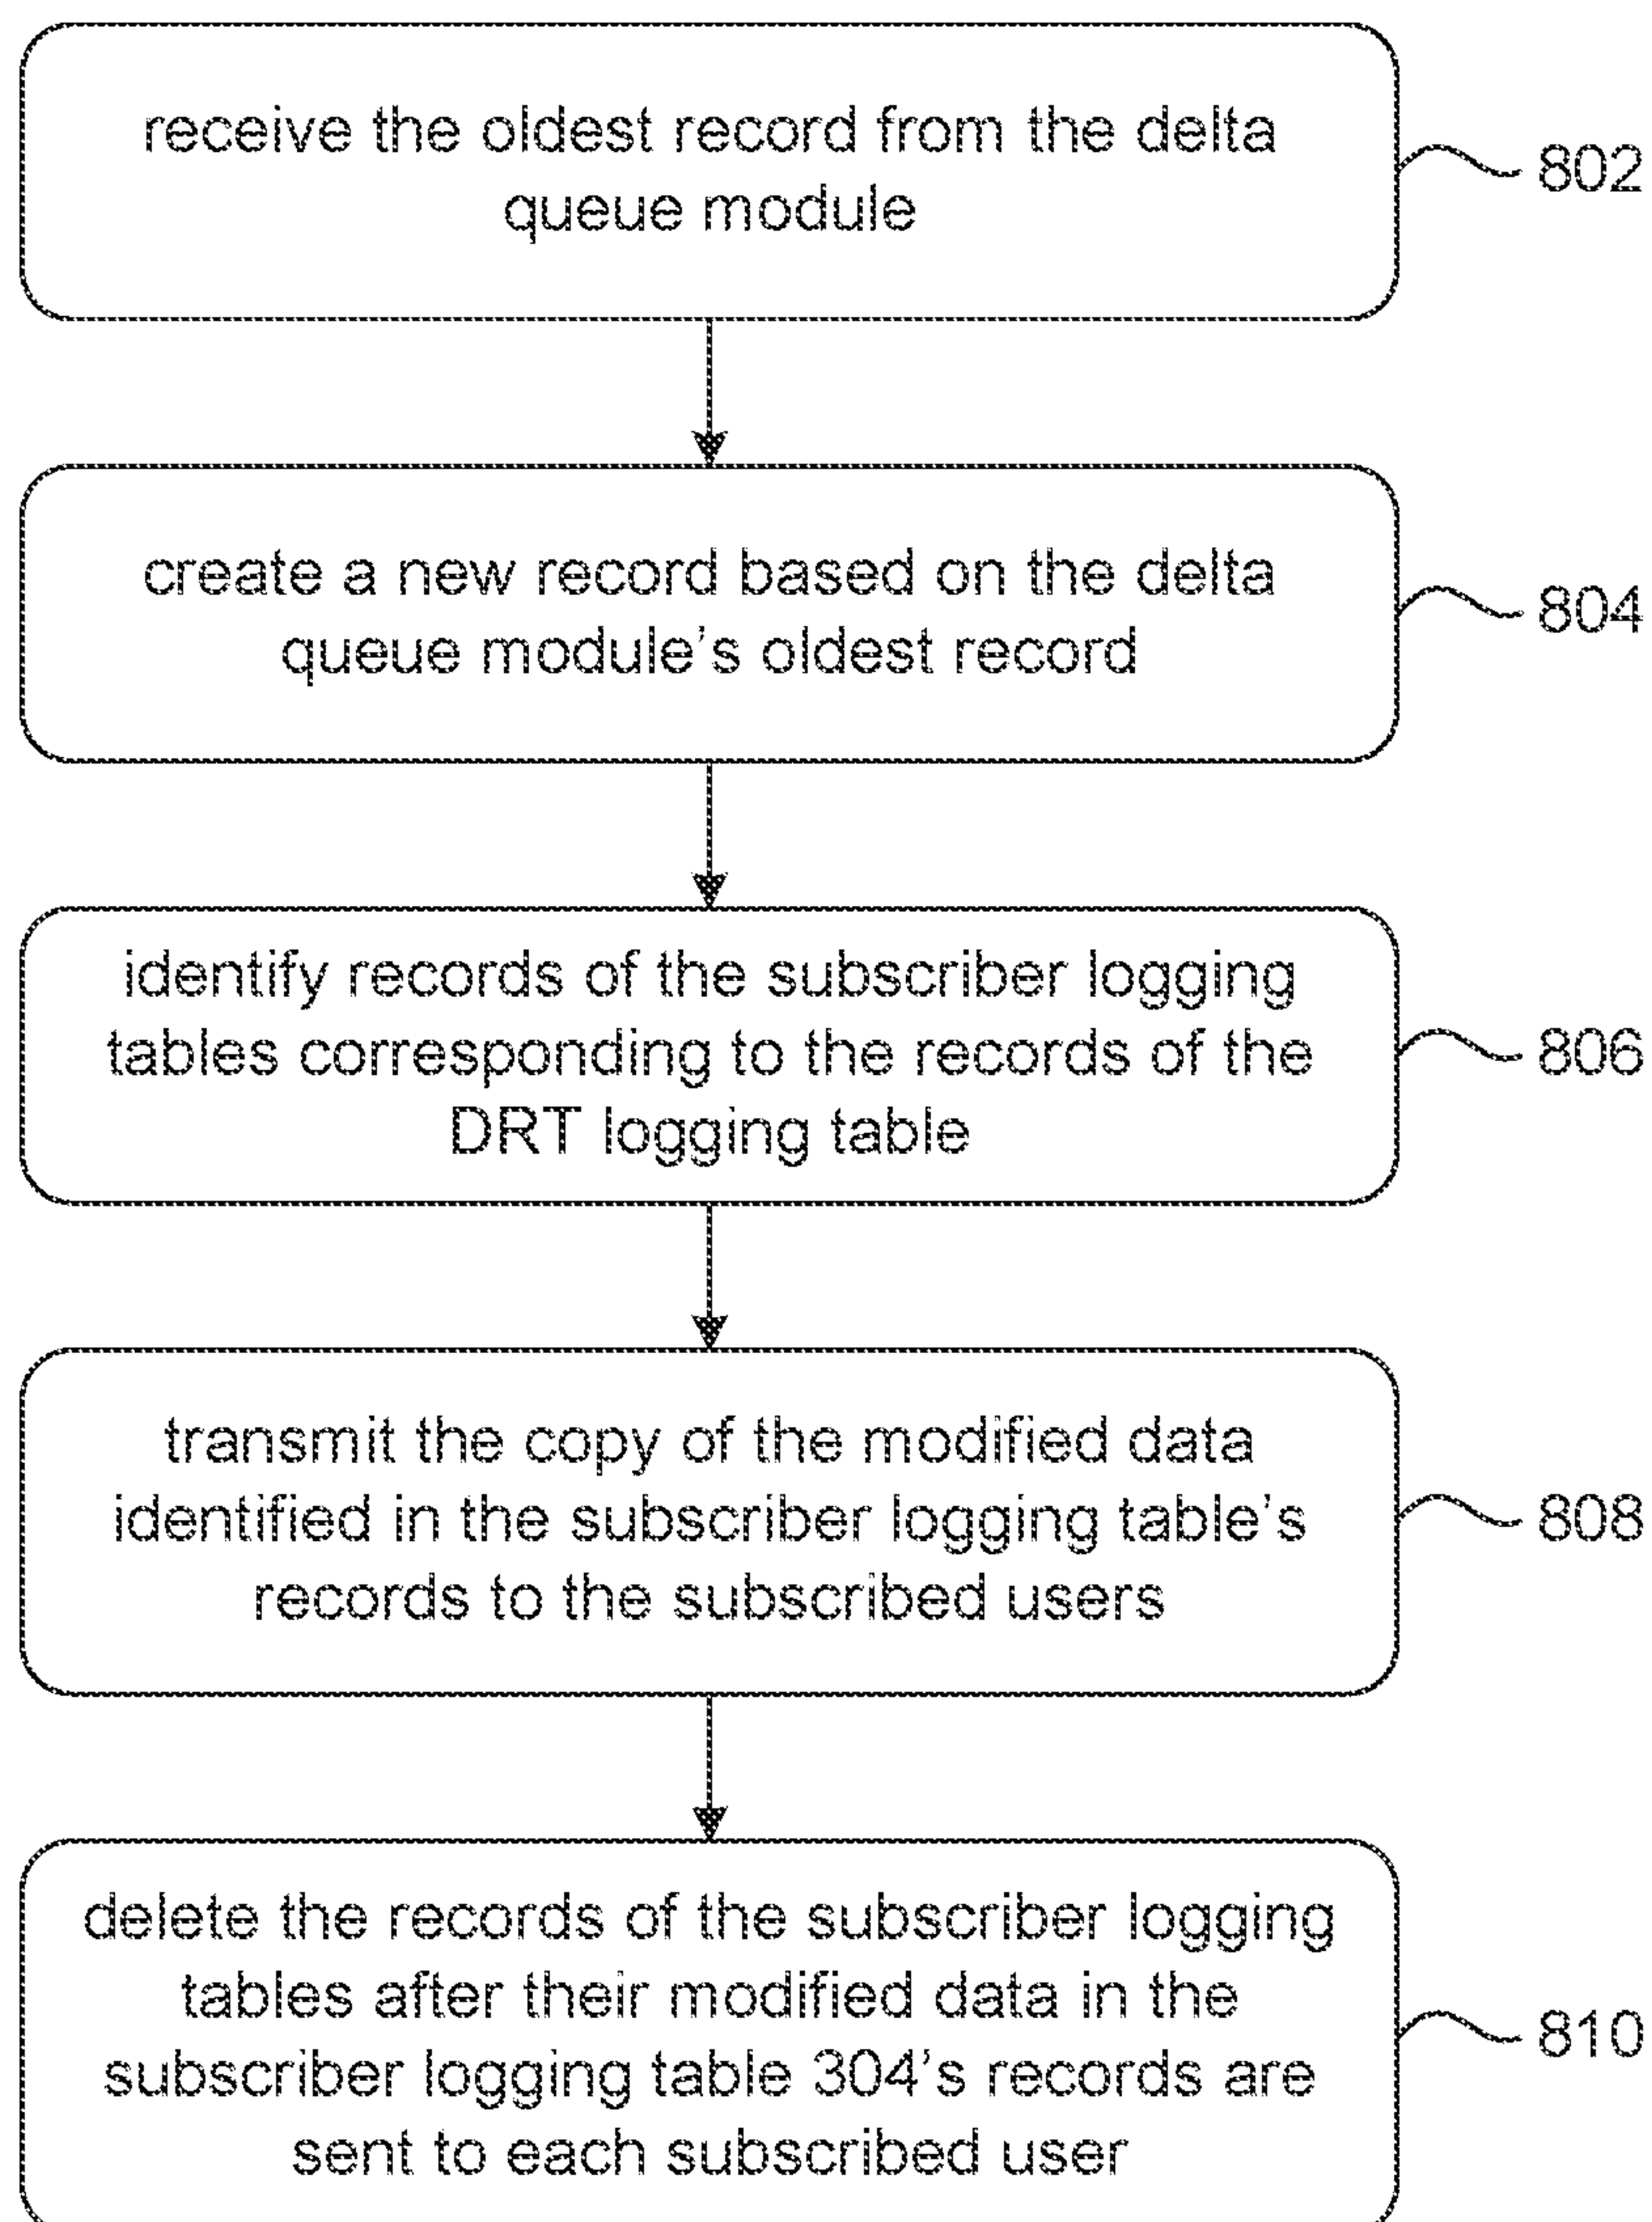 receive the oldest record from the delta
queue module
802
create a new record based on the delta
queue module's oldest record
804
identify records of the subscriber logging
tables corresponding to the records of the
DRT logging table
806
transmit the copy of the modified data
identified in the subscriber logging table's
records to the subscribed users
808
delete the records of the subscriber logging
tables after their modified data in the
subscriber logging table 304's records are
sent to each subscribed user
810